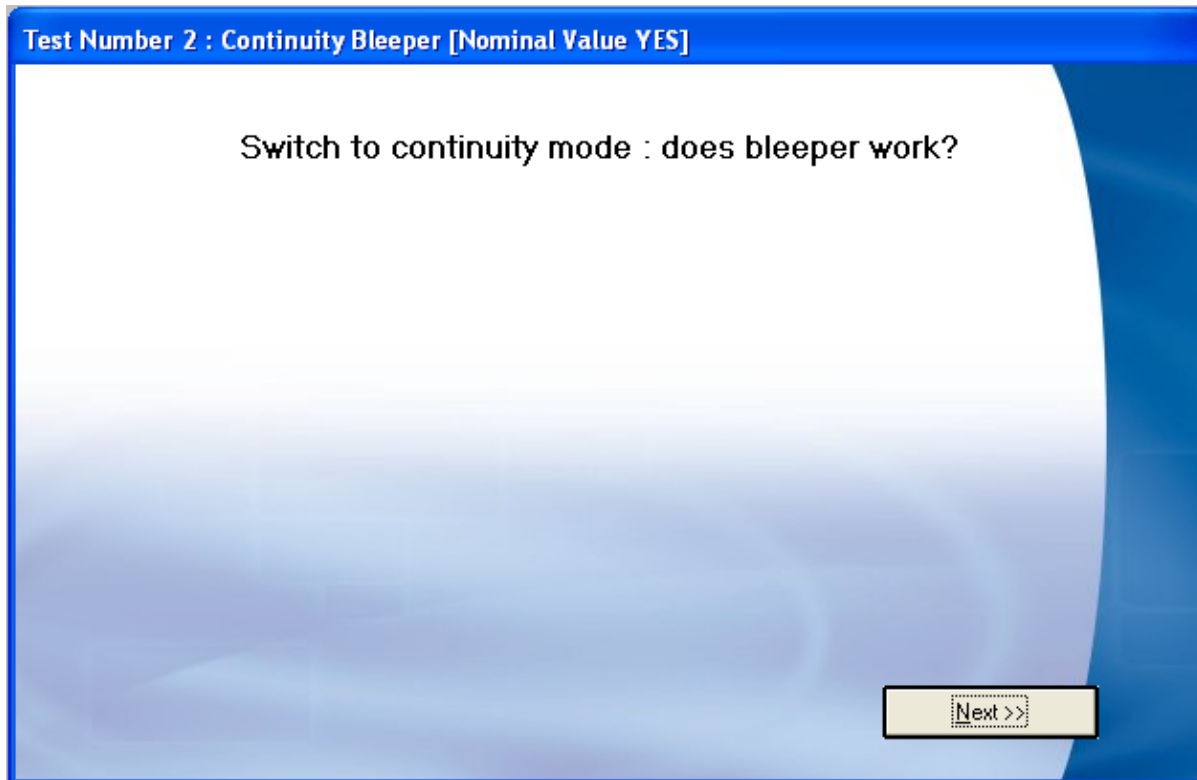 Test Number 2 : Continuity Bleeper [Nominal Value YES]
Switch to continuity mode : does bleeper work?
Next >>